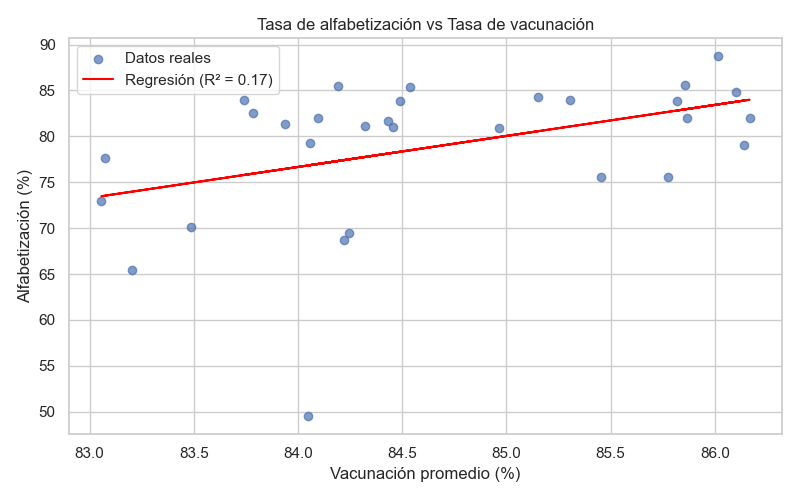 Tasa de alfabetización vs Tasa de vacunación
Datos reales
Regresión (R² = 0.17)
Alfabetización (%)
90
85
80
75
70
65
60
55
50
83.0 83.5 84.0 84.5 85.0 85.5 86.0
Vacunación promedio (%)